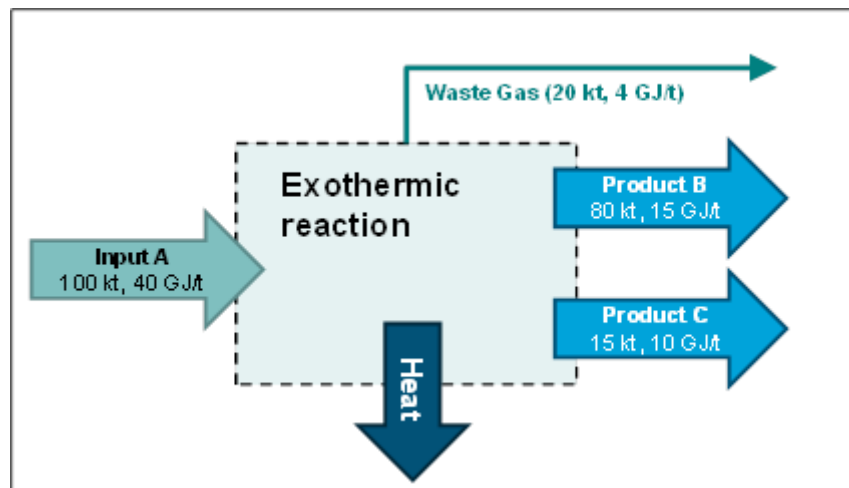 Waste Gas (20 kt, 4 GJ/t)
Exothermic
reaction
Product B
80 kt, 15 GJ/t
Input A
100 kt, 40 GJ/t
Product C
15 kt, 10 GJ/t
Heat